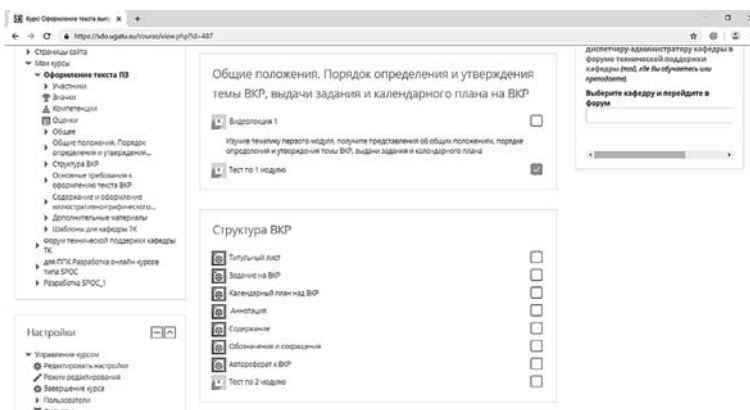 Курс: Оформление текста вып
https://sdo.ugatu.su/course/view.php?id=487
Страницы сайта
Мои курсы
Оформление текста ПЗ
Участники
Значки
Компетенции
Оценки
Общее
Общие положения. Порядок
определения и утверждения...
Структура ВКР
Основные требования к
оформлению текста ВКР
Содержание и оформление
иллюстративнографического...
Дополнительные материалы
Шаблоны для кафедры ТК
Форум технической поддержки кафедры
ТК
для ППК Разработка онлайн-курсов
типа SPOC
Разработка SPOC_1
Настройки
Управление курсом
Редактировать настройки
Режим редактирования
Завершение курса
Пользователи
Общие положения. Порядок определения и утверждения
темы ВКР, выдачи задания и календарного плана на ВКР
Видеолекция 1
Изучив тематику первого модуля, получите представления об общих положениях, порядке
определения и утверждения темы ВКР, выдачи задания и календарного плана
Тест по 1 модулю
Структура ВКР
Титульный лист
Задание на ВКР
Календарный план над ВКР
Аннотация
Содержание
Обозначения и сокращения
Автореферат к ВКР
Тест по 2 модулю
диспетчеру-администратору кафедры в
форуме технической поддержки
кафедры (той, где Вы обучаетесь или
преподаете).
Выберите кафедру и перейдите в
форум